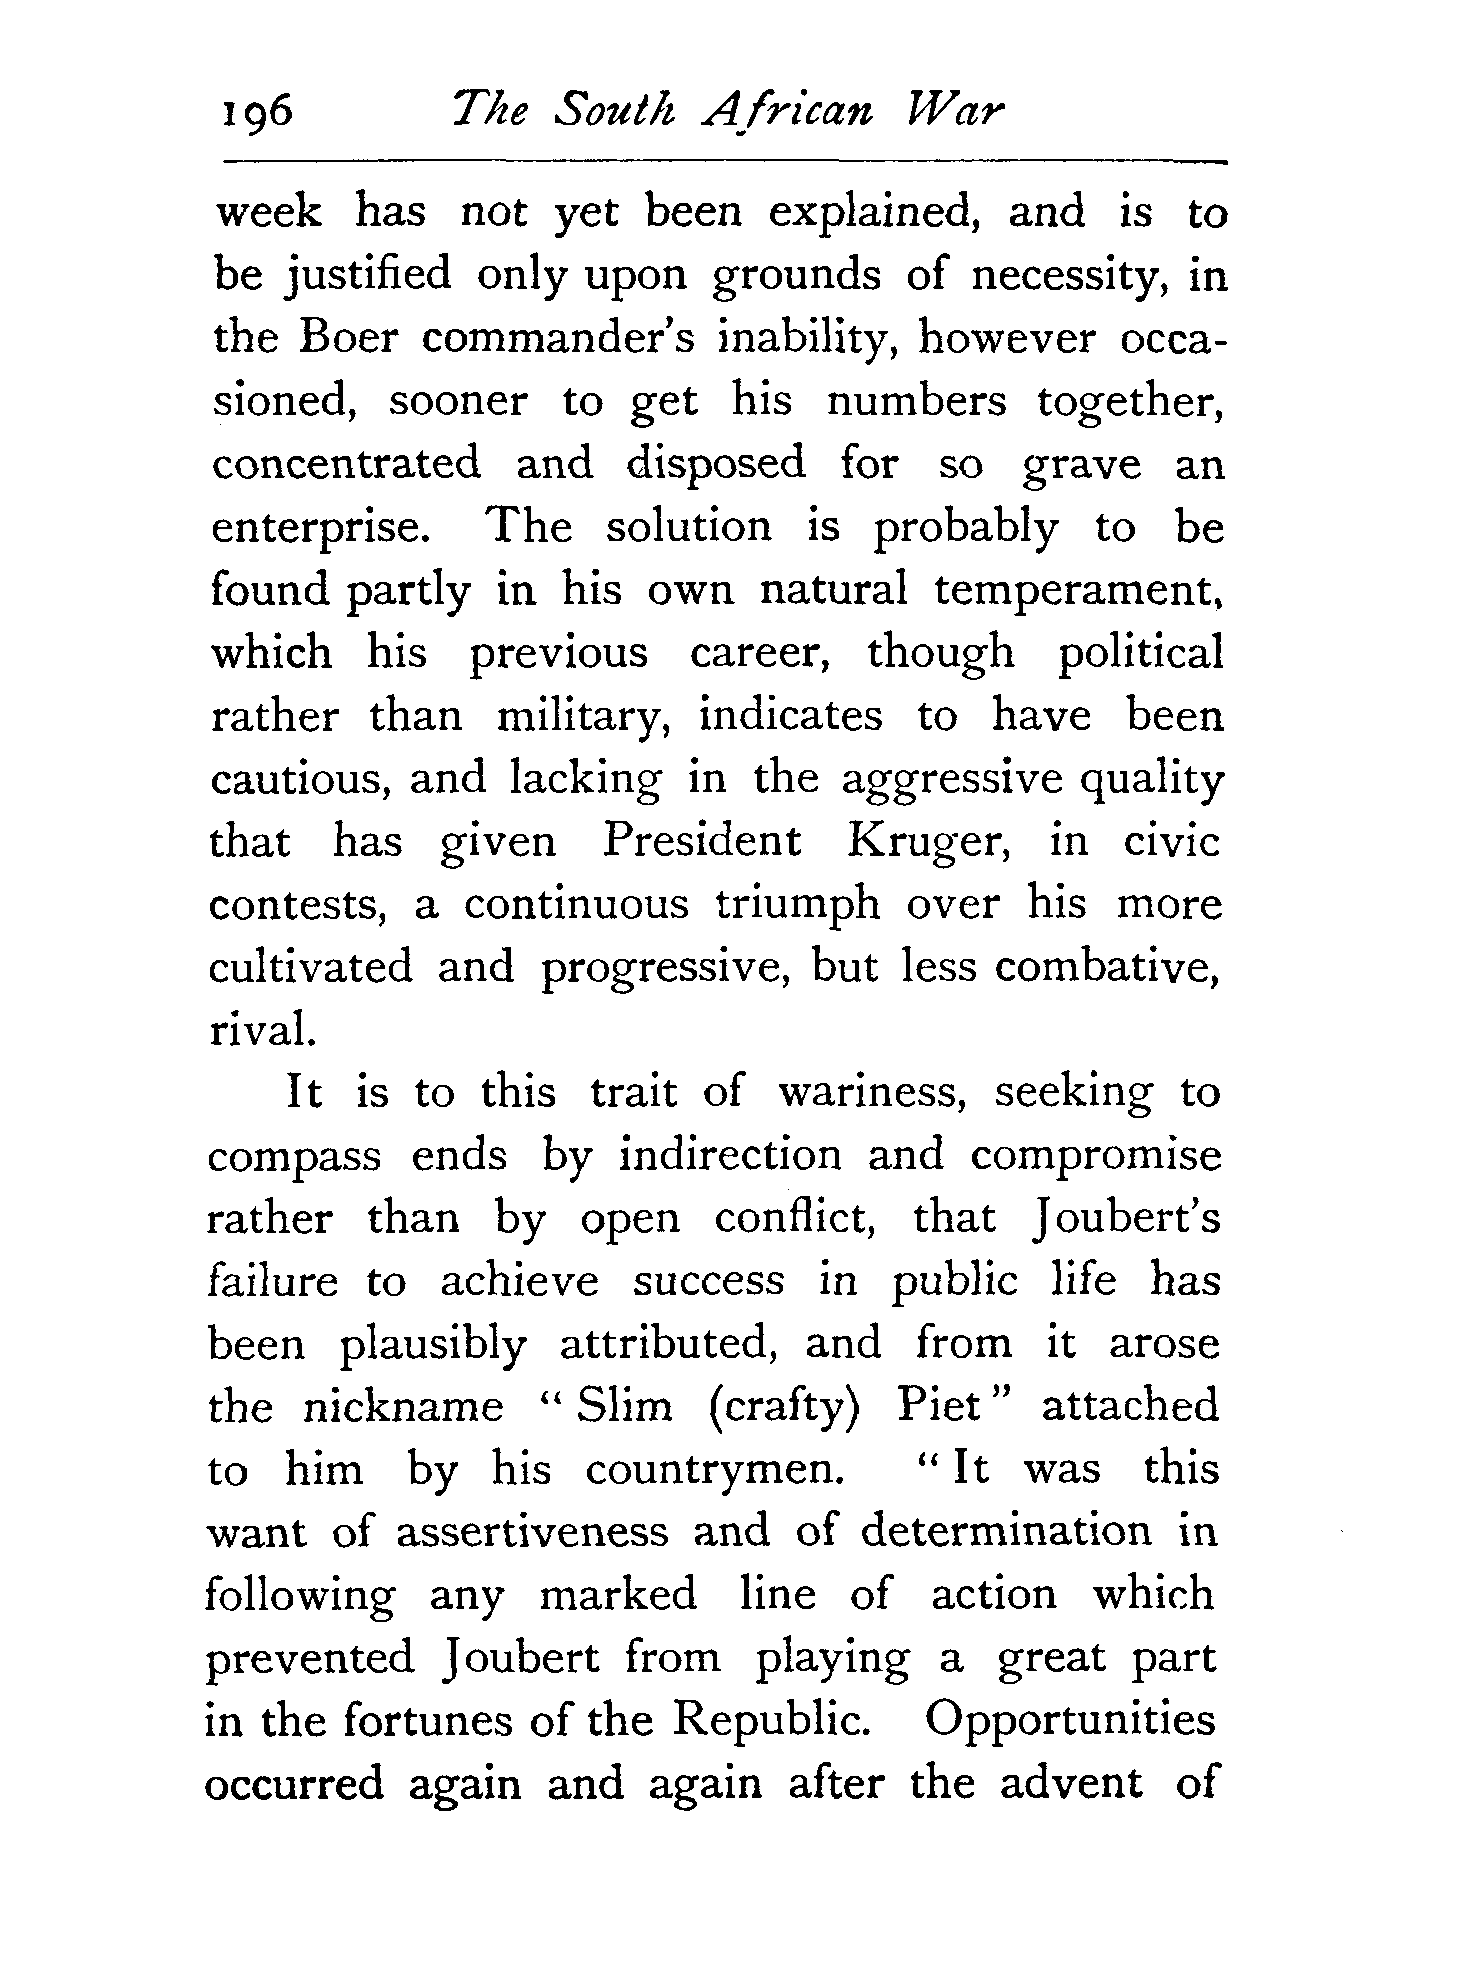 196 The South African War
week has not yet been explained, and is to
be justified only upon grounds of necessity, in
the Boer commander's inability, however occa-
sioned, sooner to get his numbers together,
concentrated and disposed for so grave an
enterprise. The solution is probably to be
found partly in his own natural temperament,
which his previous career, though political
rather than military, indicates to have been
cautious, and lacking in the aggressive quality
that has given President Kruger, in civic
contests, a continuous triumph over his more
cultivated and progressive, but less combative,
rival.
It is to this trait of wariness, seeking to
compass ends by indirection and compromise
rather than by open conflict, that Joubert's
failure to achieve success in public life has
been plausibly attributed, and from it arose
the nickname “ Slim (crafty) Piet ” attached
to him by his countrymen. “ It was this
want of assertiveness and of determination in
following any marked line of action which
prevented Joubert from playing a great part
in the fortunes of the Republic. Opportunities
occurred again and again after the advent of